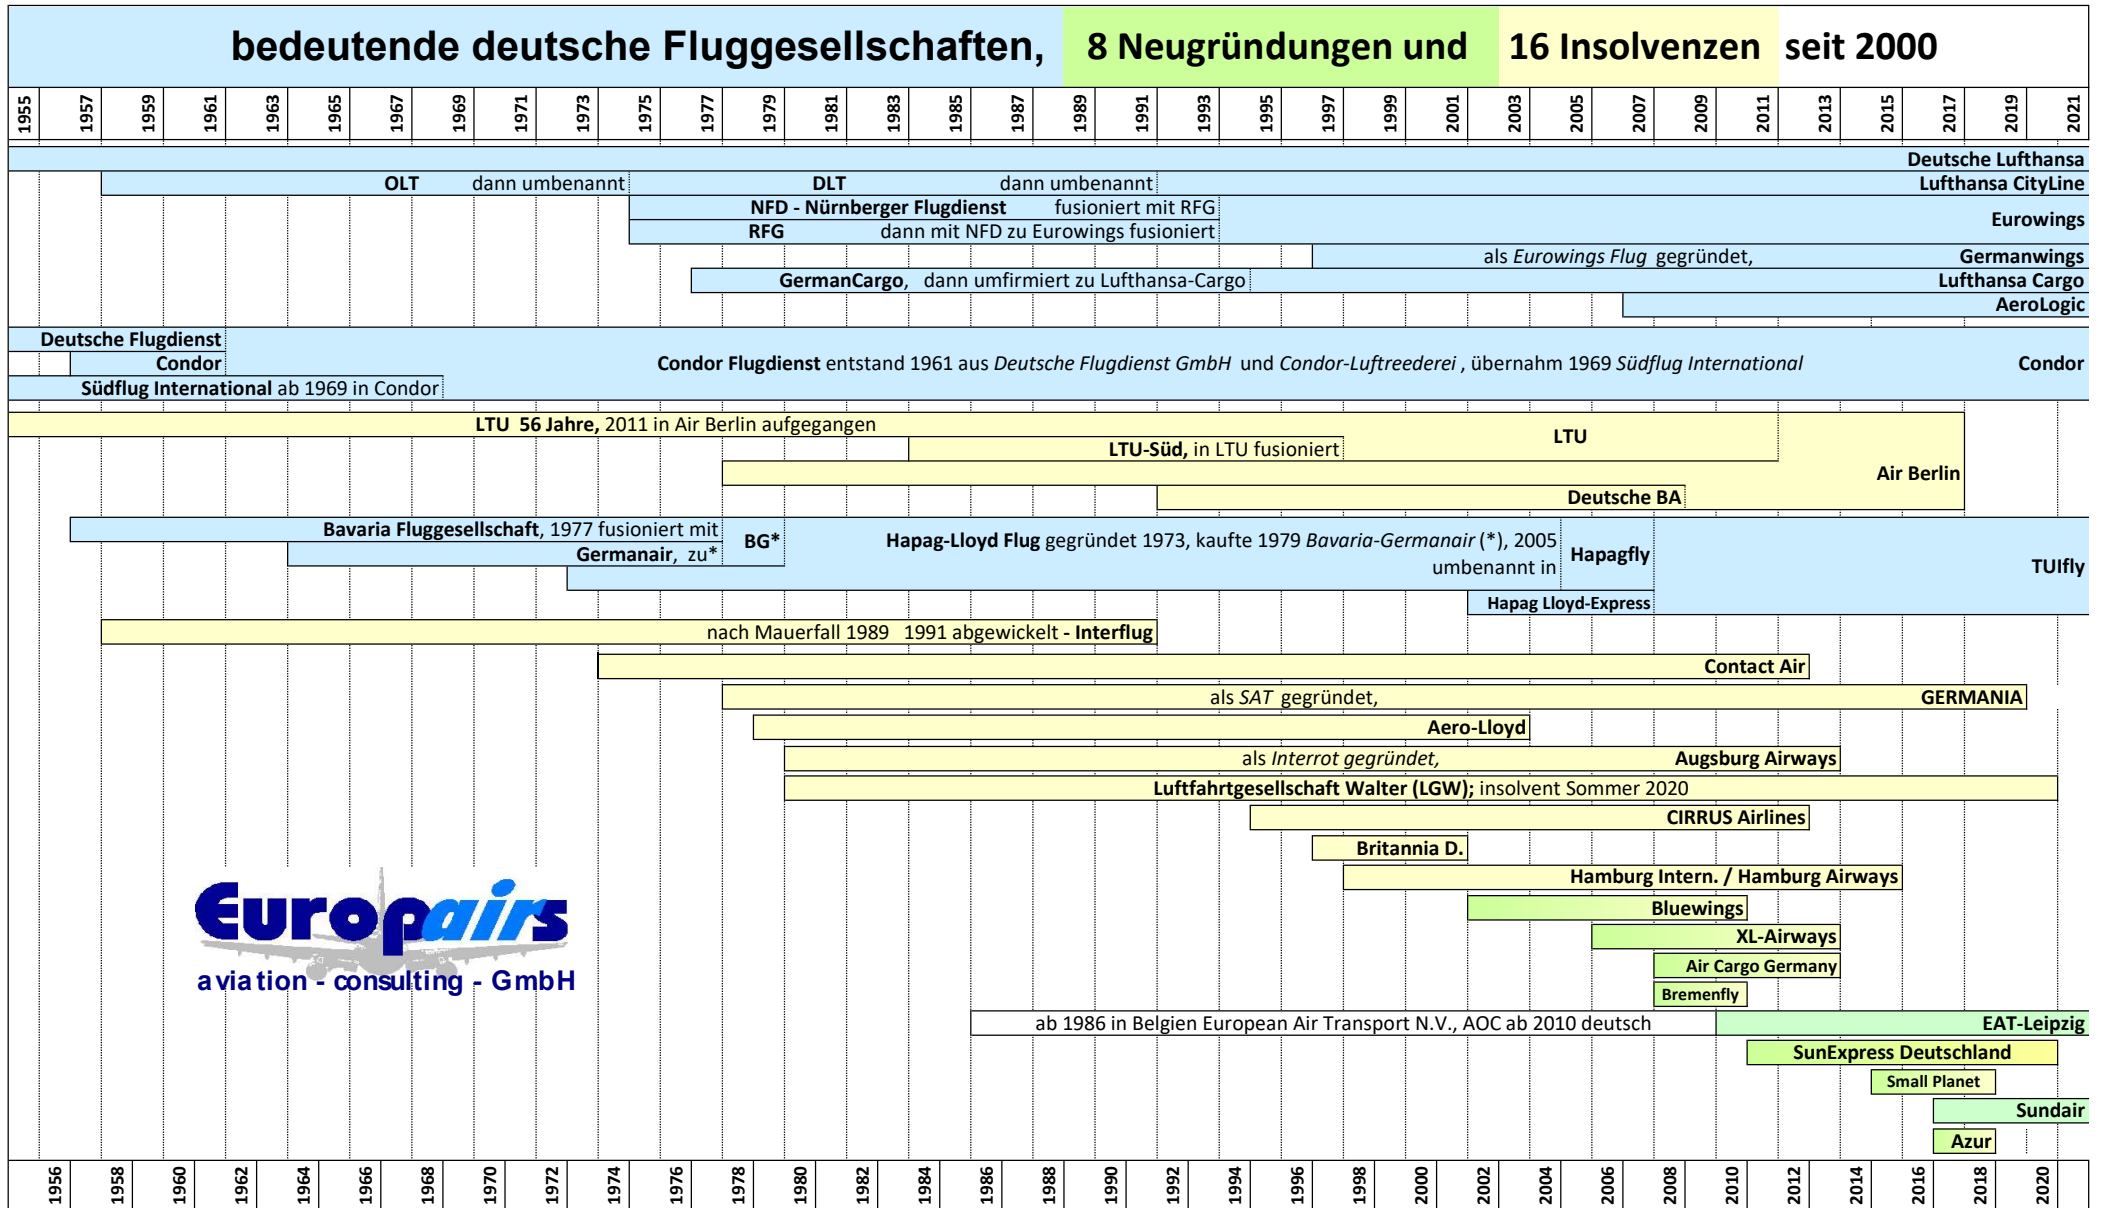 bedeutende deutsche Fluggesellschaften, 8 Neugründungen und 16 Insolvenzen seit 2000
1955 1957 1959 1961 1963 1965 1967 1969 1971 1973 1975 1977 1979 1981 1983 1985 1987 1989 1991 1993 1995 1997 1999 2001 2003 2005 2007 2009 2011 2013 2015 2017 2019 2021
Deutsche Lufthansa
OLT dann umbenannt DLT dann umbenannt Lufthansa CityLine
NFD - Nürnberger Flugdienst fusioniert mit RFG
Eurowings
RFG dann mit NFD zu Eurowings fusioniert
als Eurowings Flug gegründet, Germanwings
GermanCargo, dann umfirmiert zu Lufthansa-Cargo Lufthansa Cargo
AeroLogic
Deutsche Flugdienst
Condor Condor Flugdienst entstand 1961 aus Deutsche Flugdienst GmbH und Condor-Luftreederei , übernahm 1969 Südflug International Condor
Südflug International ab 1969 in Condor
LTU 56 Jahre, 2011 in Air Berlin aufgegangen
LTU
LTU-Süd, in LTU fusioniert
Air Berlin
Deutsche BA
Bavaria Fluggesellschaft, 1977 fusioniert mit
BG* Hapag-Lloyd Flug gegründet 1973, kaufte 1979 Bavaria-Germanair (*), 2005
Germanair, zu* Hapagfly
umbenannt in TUIfly
Hapag Lloyd-Express
nach Mauerfall 1989 1991 abgewickelt - Interflug
Contact Air
als SAT gegründet, GERMANIA
Aero-Lloyd
als Interrot gegründet, Augsburg Airways
Luftfahrtgesellschaft Walter (LGW); insolvent Sommer 2020
CIRRUS Airlines
Britannia D.
Hamburg Intern. / Hamburg Airways
Bluewings
Europairs
XL-Airways
Air Cargo Germany
aviation - consulting - GmbH
Bremenfly
ab 1986 in Belgien European Air Transport N.V., AOC ab 2010 deutsch EAT-Leipzig
SunExpress Deutschland
Small Planet
Sundair
Azur
1956 1958 1960 1962 1964 1966 1968 1970 1972 1974 1976 1978 1980 1982 1984 1986 1988 1990 1992 1994 1996 1998 2000 2002 2004 2006 2008 2010 2012 2014 2016 2018 2020